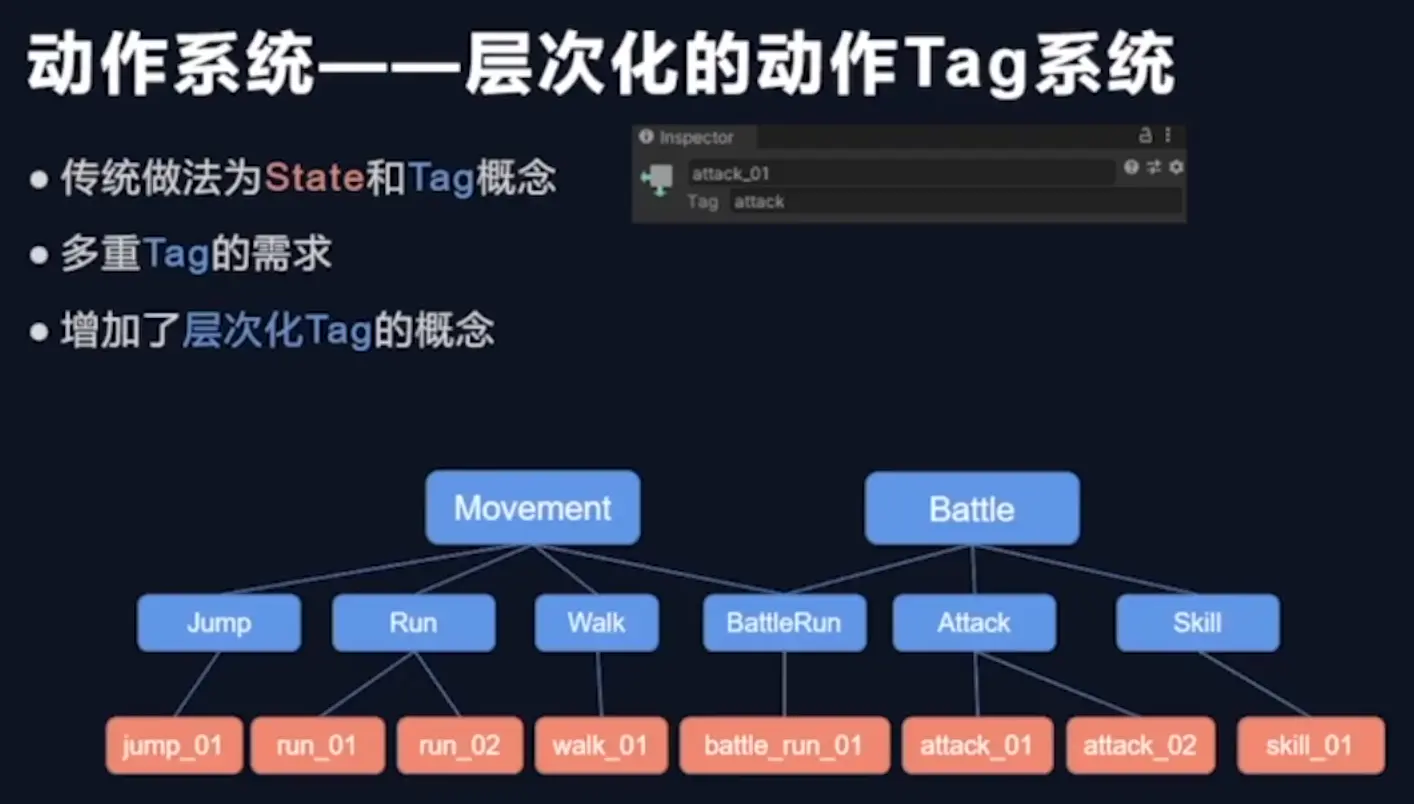 动作系统——层次化的动作Tag系统
• 传统做法为State和Tag概念
Inspector
attack_01
Tag attack
• 多重Tag的需求
• 增加了层次化Tag的概念
Movement Battle
Jump Run Walk BattleRun Attack Skill
jump_01 run_01 run_02 walk_01 battle_run_01 attack_01 attack_02 skill_01